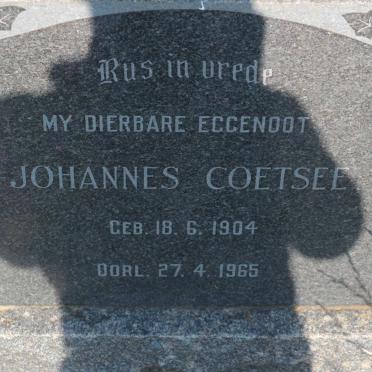 Rus in vrede
MY DIERBARE EGGENOOT
JOHANNES COETSEE
GEB. 18. 6. 1904
OORL. 27. 4. 1965